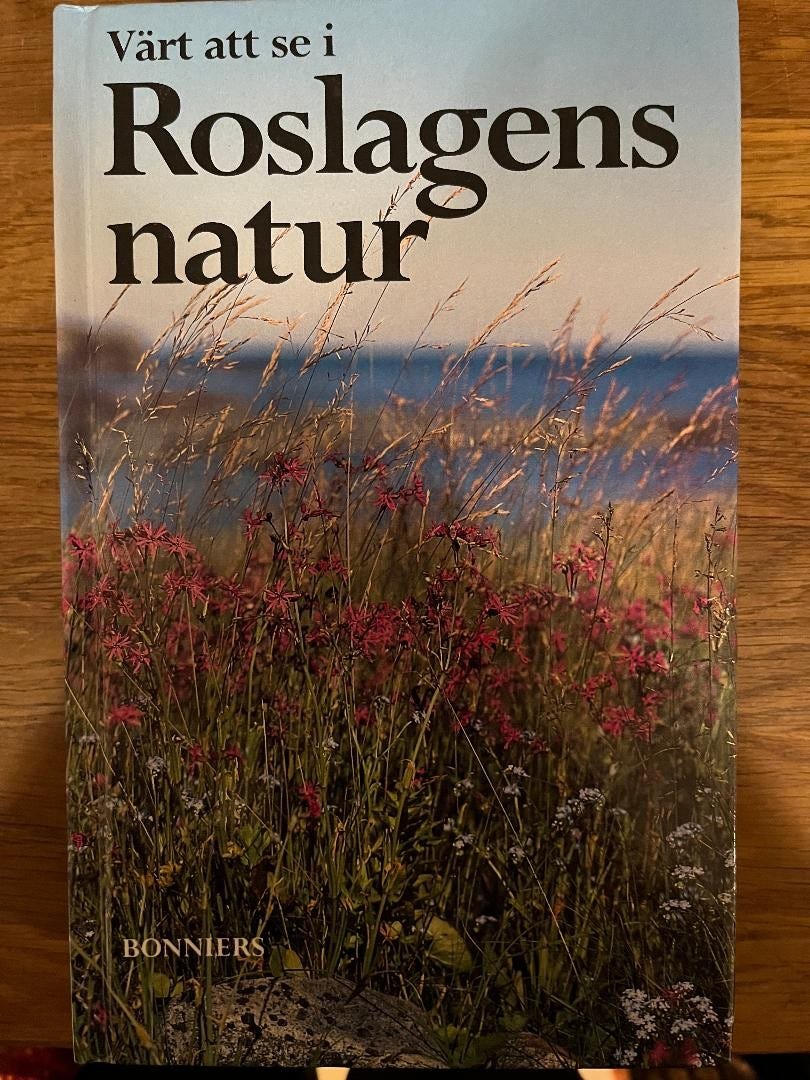 Värt att se i
Roslagens
natur
BONNIERS